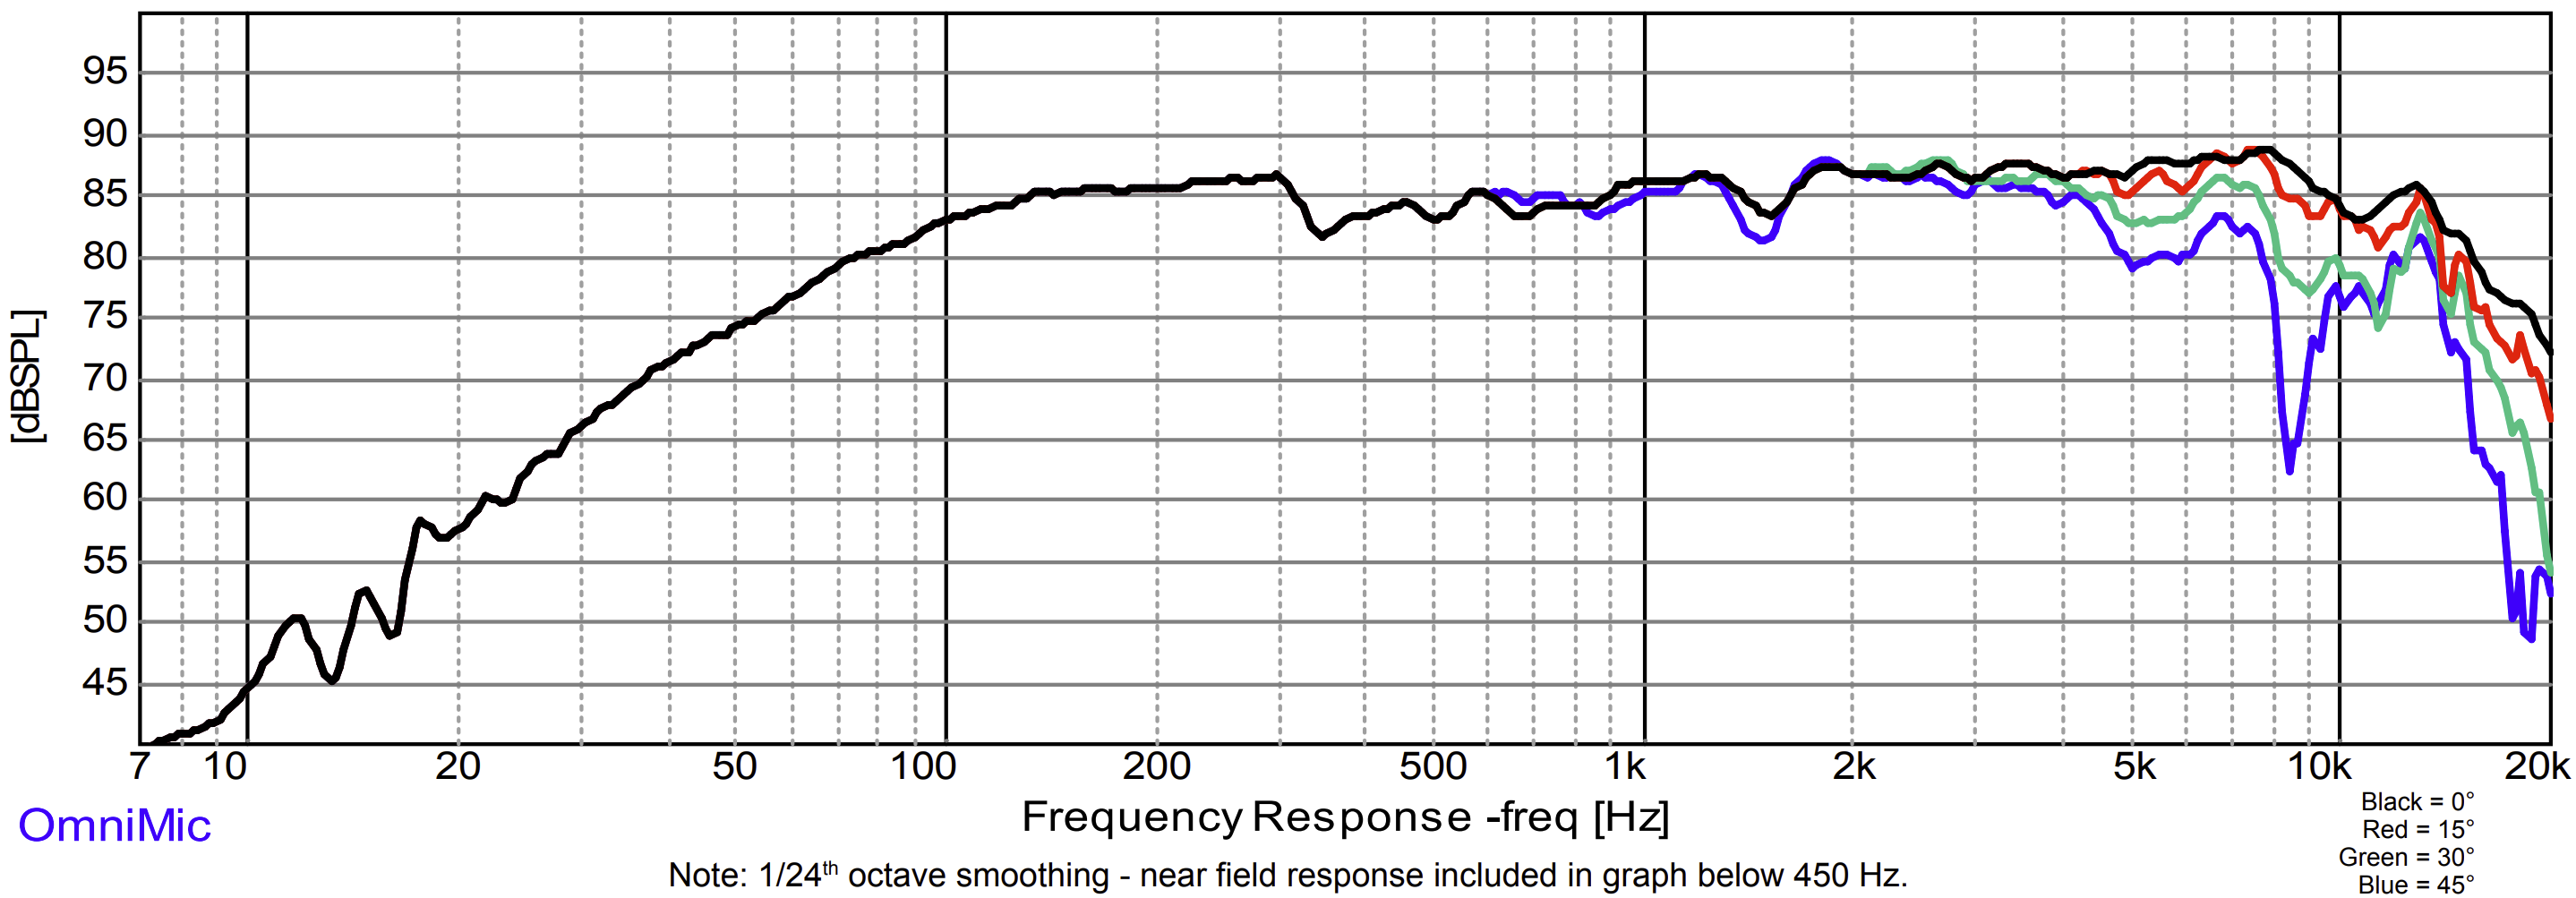 95
90
85
80
75
70
65
60
55
50
45
[dBSPL]
7 10 20 50 100 200 500 1k 2k 5k 10k 20k
OmniMic
Frequency Response -freq [Hz]
Black = 0°
Red = 15°
Green = 30°
Blue = 45°
Note: 1/24th octave smoothing - near field response included in graph below 450 Hz.